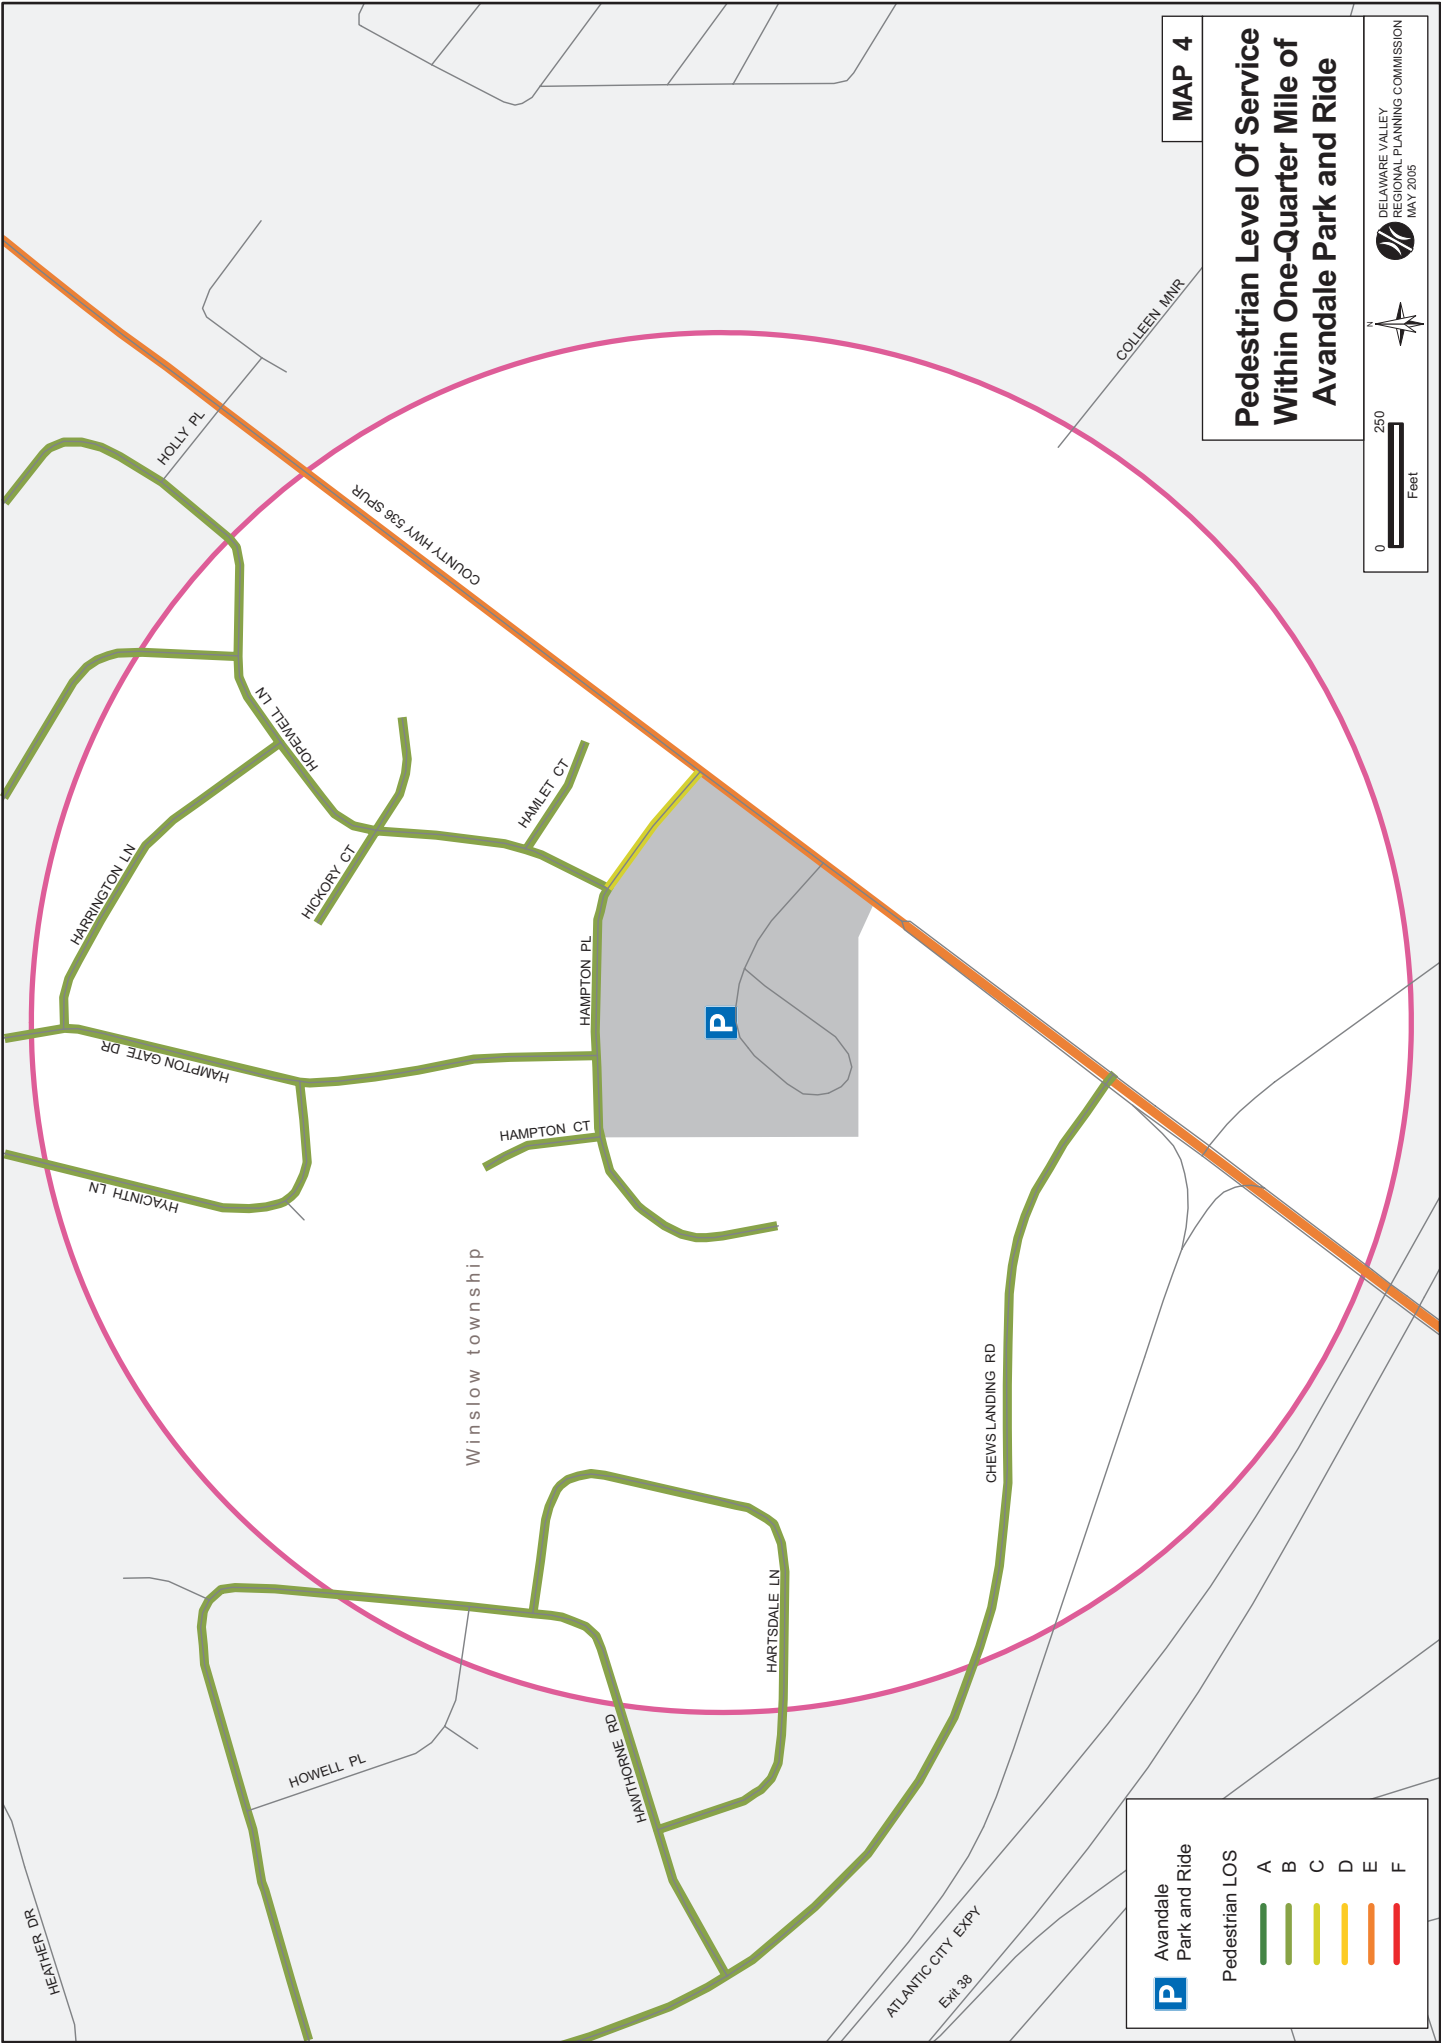 MAP 4
Pedestrian Level Of Service
Within One-Quarter Mile of
Avandale Park and Ride
DELAWARE VALLEY
REGIONAL PLANNING COMMISSION
MAY 2005
N
0
250
Feet
HEATHER DR
HOWELL PL
HAWTHORNE RD
HARTSDALE LN
CHEWS LANDING RD
ATLANTIC CITY EXPY
Exit 38
Winslow township
HYACINTH LN
HAMPTON GATE DR
HAMPTON CT
HAMPTON PL
HARRINGTON LN
HICKORY CT
HOPEWELL LN
HAMLET CT
HOLLY PL
COUNTY HWY 536 SPUR
COLLEEN MNR
P
P
Avandale
Park and Ride
Pedestrian LOS
A
B
C
D
E
F